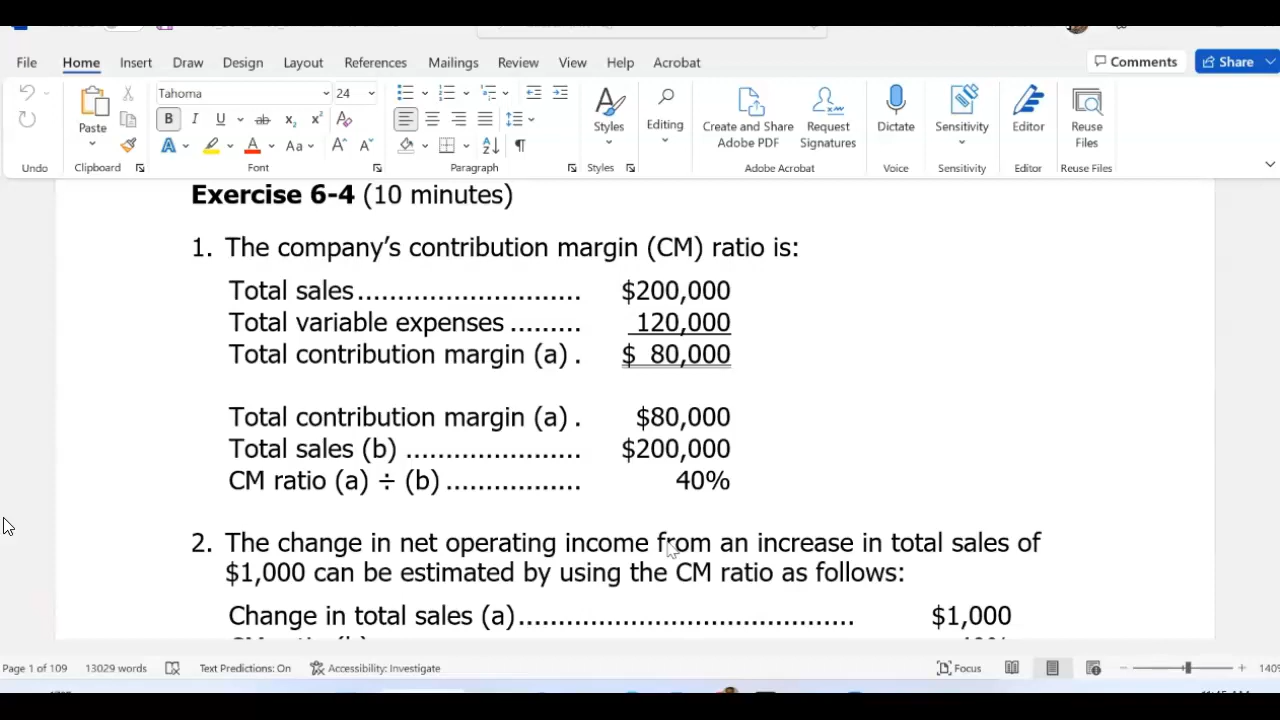 File Home Insert Draw Design Layout References Mailings Review View Help Acrobat Comments Share
Tahoma 24
Paste
Styles
Editing
Create and Share Adobe PDF
Request Signatures
Dictate
Sensitivity
Editor
Reuse Files
Undo Clipboard Font Paragraph Styles Adobe Acrobat Voice Sensitivity Editor Reuse Files
Exercise 6-4 (10 minutes)
1. The company's contribution margin (CM) ratio is:
Total sales............................ $200,000
Total variable expenses ......... 120,000
Total contribution margin (a) . $ 80,000
Total contribution margin (a) . $80,000
Total sales (b) ...................... $200,000
CM ratio (a) ÷ (b) ................. 40%
2. The change in net operating income from an increase in total sales of
$1,000 can be estimated by using the CM ratio as follows:
Change in total sales (a).......................................... $1,000
Page 1 of 109 13029 words Text Predictions: On Accessibility: Investigate Focus 140%